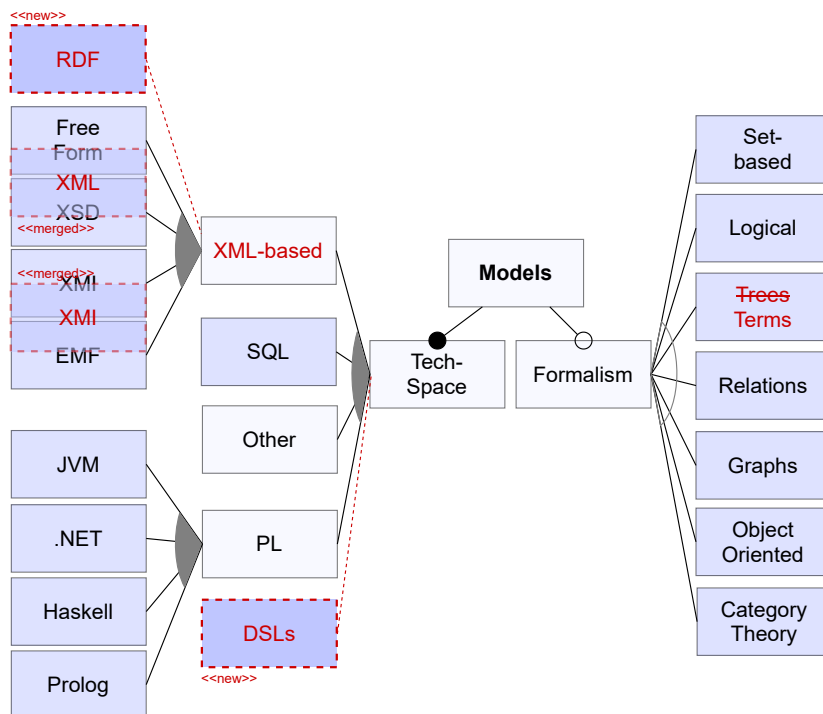 <<new>>
RDF
Free
Form
XML
XSD
<<merged>>
<<merged>>
XMI
XMI
EMF
JVM
.NET
Haskell
Prolog
XML-based
SQL
Other
PL
DSLs
<<new>>
Models
Tech-
Space
Formalism
Set-
based
Logical
Trees
Terms
Relations
Graphs
Object
Oriented
Category
Theory